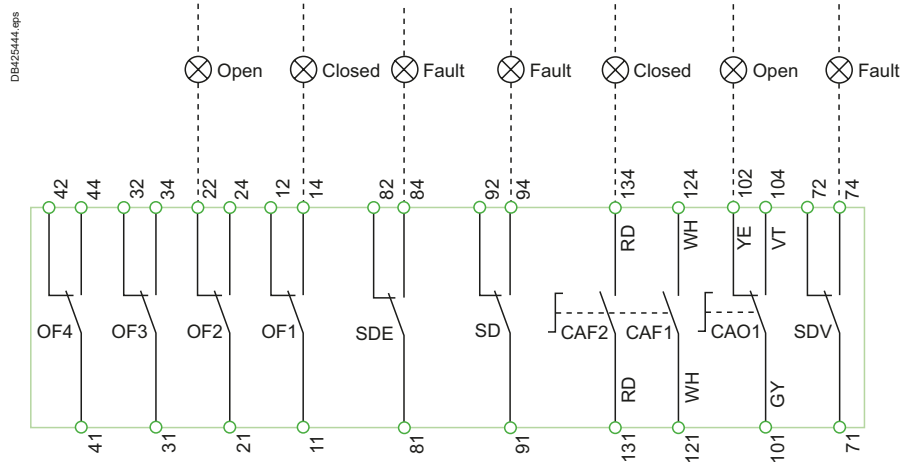 DB425444.eps
Open Closed Fault Fault Closed Open Fault
42 44 32 34 22 24 12 14 82 84 92 94 134 124 102 104 72 74
RD WH YE VT
OF4 OF3 OF2 OF1 SDE SD CAF2 CAF1 CAO1 SDV
RD WH GY
41 31 21 11 81 91 131 121 101 71